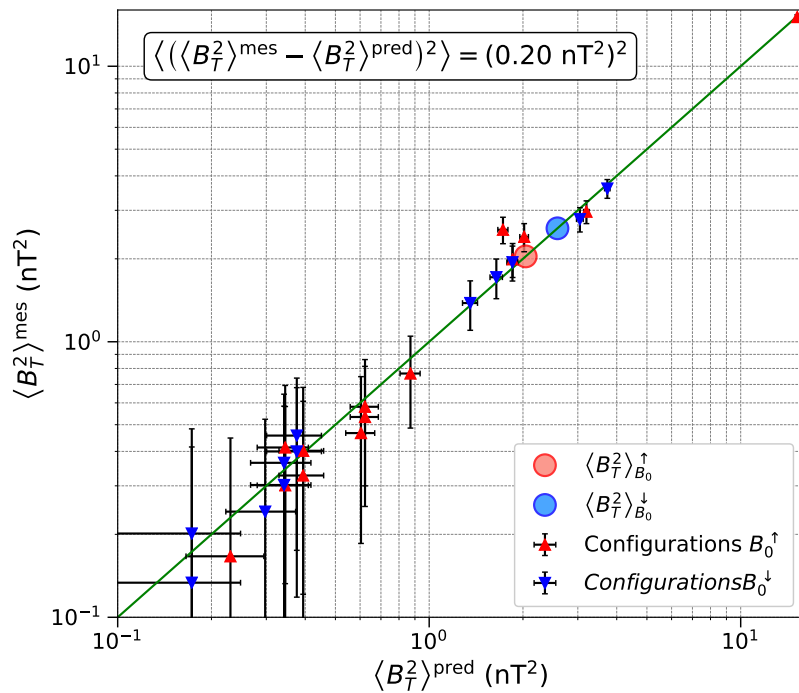 ⟨(⟨B_T^2⟩^mes − ⟨B_T^2⟩^pred)^2⟩ = (0.20 nT^2)^2
⟨B_T^2⟩^mes (nT^2)
10^1
10^0
10^−1
⟨B_T^2⟩_{B_0}^↑
⟨B_T^2⟩_{B_0}^↓
Configurations B_0^↑
ConfigurationsB_0^↓
10^−1
10^0
10^1
⟨B_T^2⟩^pred (nT^2)